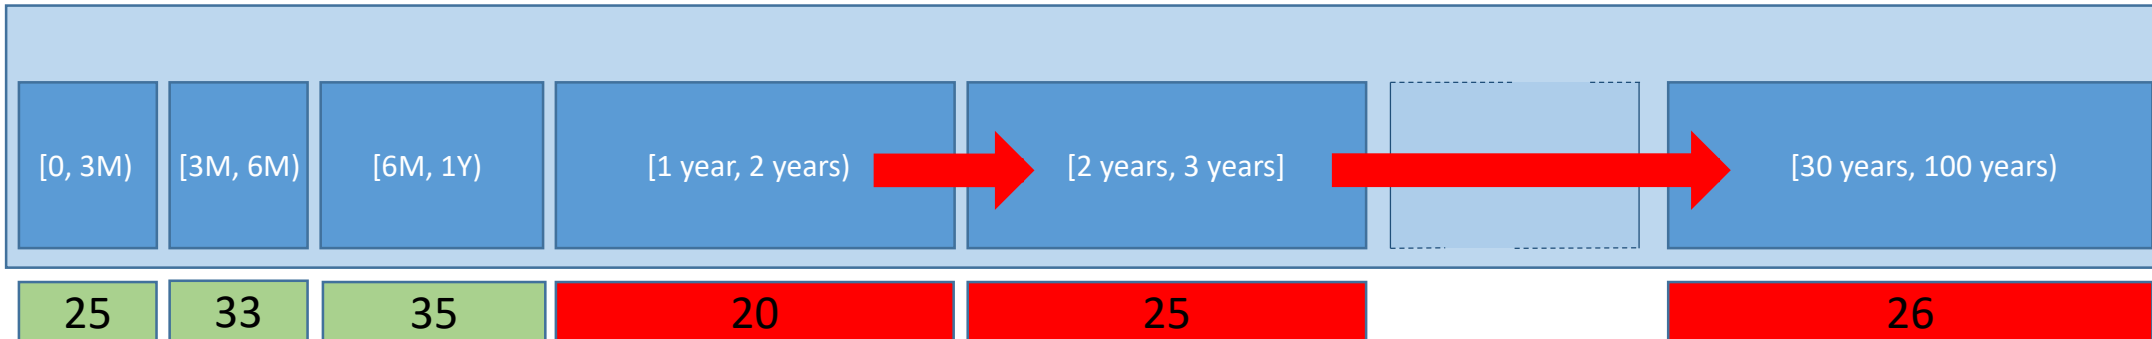 [0, 3M) [3M, 6M) [6M, 1Y) [1 year, 2 years) [2 years, 3 years] [30 years, 100 years)
25 33 35 20 25 26